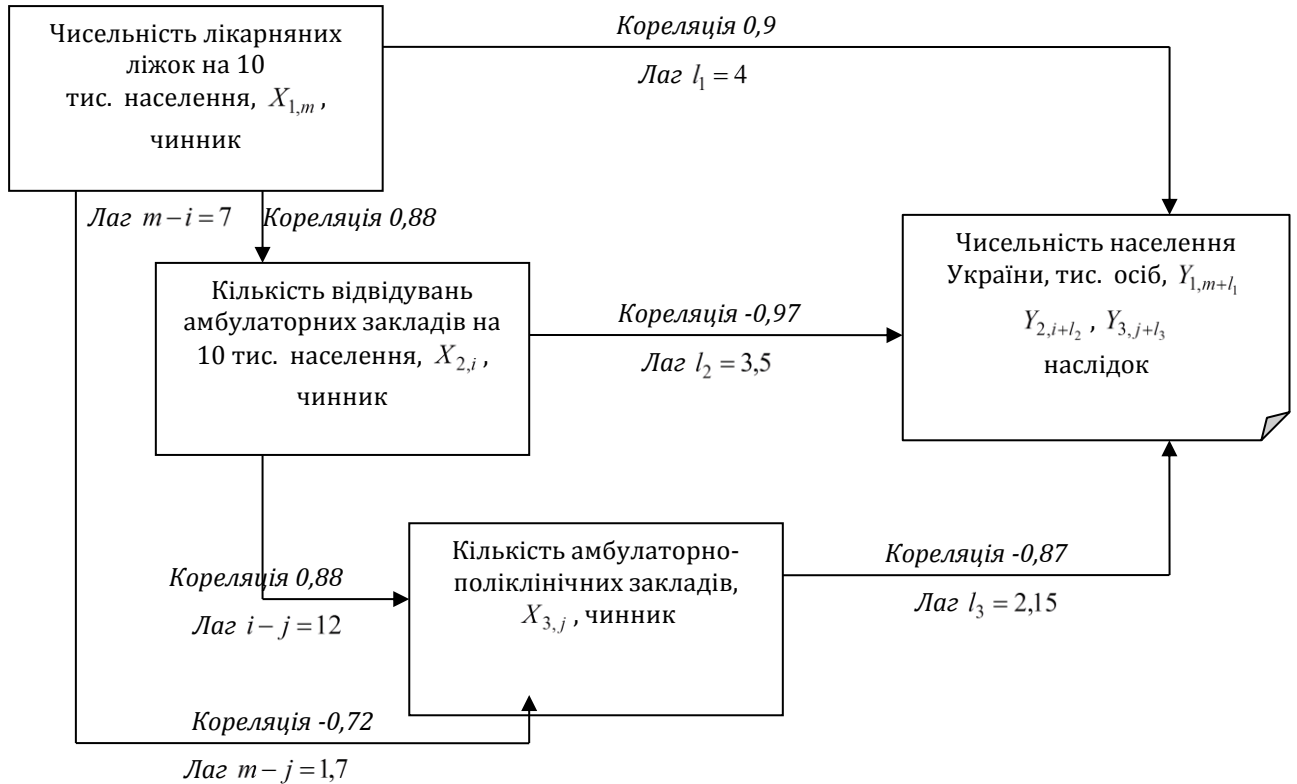 Чисельність лікарняних
ліжок на 10
тис. населення, X₁,ₘ ,
чинник
Кореляція 0,9
Лаг l₁ = 4
Лаг m − i = 7
Кореляція 0,88
Кількість відвідувань
амбулаторних закладів на
10 тис. населення, X₂,ᵢ ,
чинник
Кореляція -0,97
Лаг l₂ = 3,5
Чисельність населення
України, тис. осіб, Y₁,ₘ₊ₗ₁
Y₂,ᵢ₊ₗ₂ , Y₃,ⱼ₊ₗ₃
наслідок
Кореляція 0,88
Лаг i − j = 12
Кількість амбулаторно-
поліклінічних закладів,
X₃,ⱼ , чинник
Кореляція -0,87
Лаг l₃ = 2,15
Кореляція -0,72
Лаг m − j = 1,7